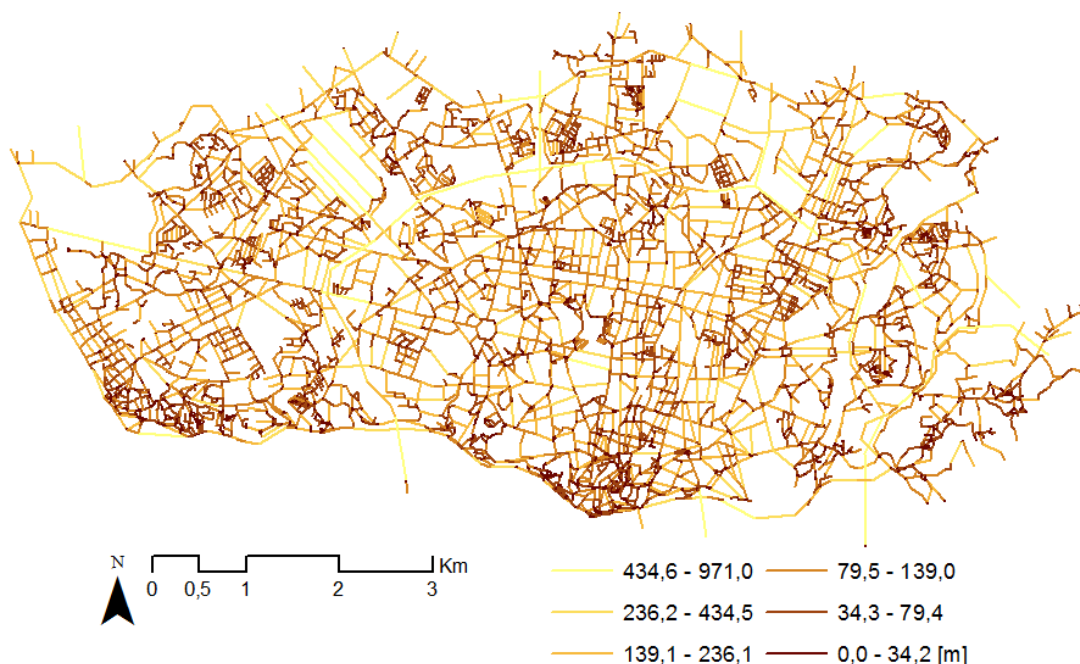 N
0 0,5 1 2 3 Km
434,6 - 971,0 79,5 - 139,0
236,2 - 434,5 34,3 - 79,4
139,1 - 236,1 0,0 - 34,2 [m]